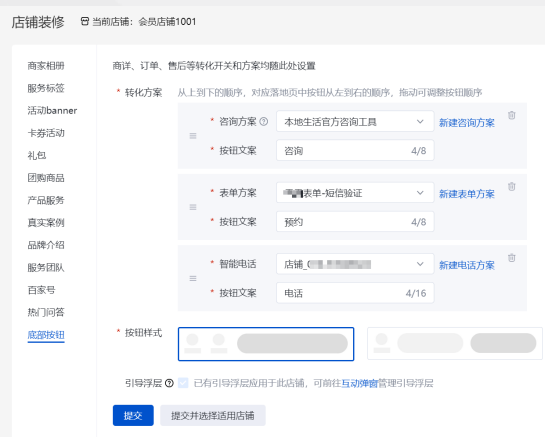 店铺装修 当前店铺：会员店铺1001
商家相册
服务标签
活动banner
卡券活动
礼包
团购商品
产品服务
真实案例
品牌介绍
服务团队
百家号
热门问答
底部按钮
商详、订单、售后等转化开关和方案均随此处设置
* 转化方案 从上到下的顺序，对应落地页中按钮从左到右的顺序，拖动可调整按钮顺序
* 咨询方案 本地生活官方咨询工具 新建咨询方案
* 按钮文案 咨询 4/8
* 表单方案 表单-短信验证 新建表单方案
* 按钮文案 预约 4/8
* 智能电话 店铺_ 新建电话方案
* 按钮文案 电话 4/16
* 按钮样式
引导浮层 已有引导浮层应用于此店铺，可前往互动弹窗管理引导浮层
提交 提交并选择适用店铺